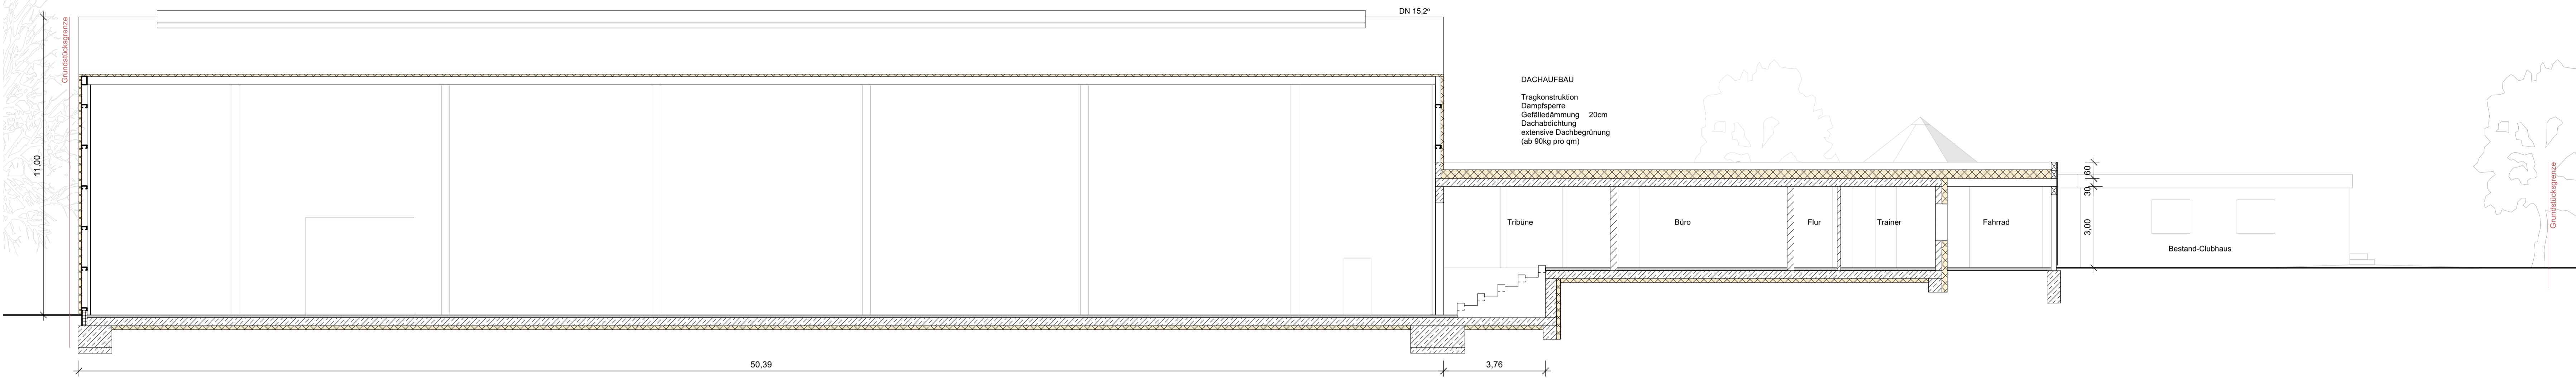 Grundstücksgrenze
11,00
DN 15,2°
DACHAUFBAU
Tragkonstruktion
Dampfsperre
Gefälledämmung 20cm
Dachabdichtung
extensive Dachbegrünung
(ab 90kg pro qm)
Tribüne
Büro
Flur
Trainer
Fahrrad
60
30
3,00
Bestand-Clubhaus
Grundstücksgrenze
50,39
3,76